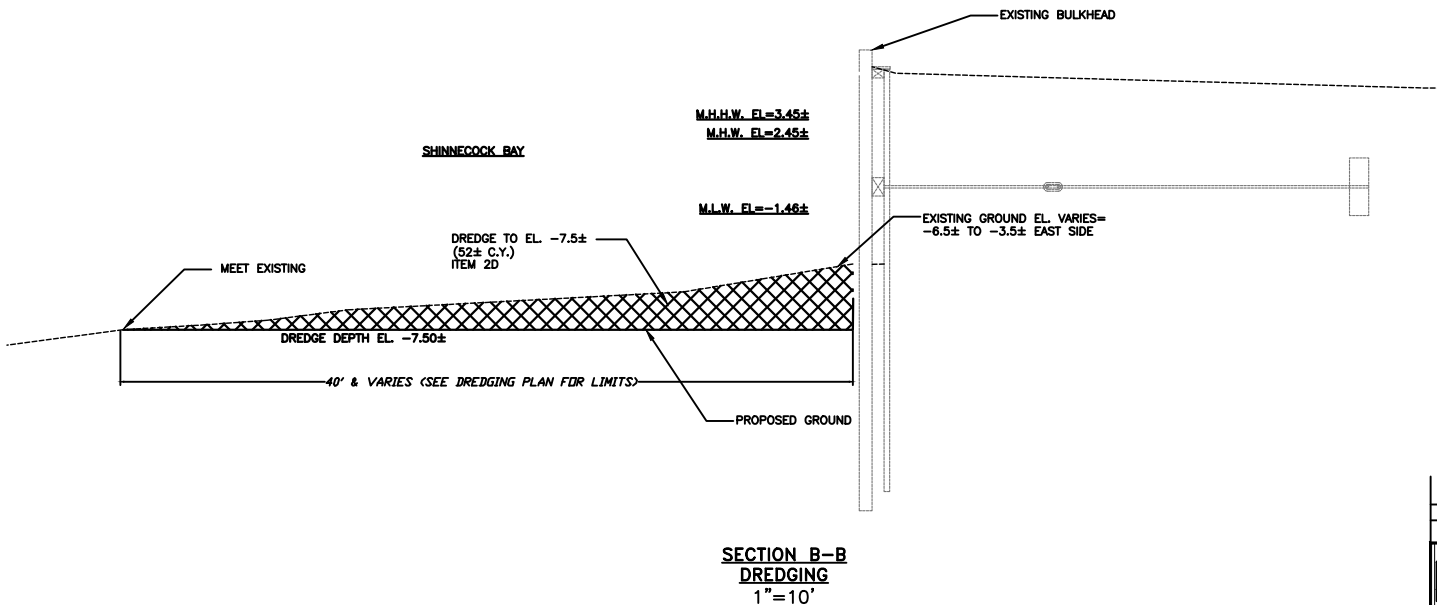 EXISTING BULKHEAD
M.H.H.W. EL=3.45±
M.H.W. EL=2.45±
SHINNECOCK BAY
M.L.W. EL=-1.46±
EXISTING GROUND EL. VARIES=
-6.5± TO -3.5± EAST SIDE
DREDGE TO EL. -7.5±
(52± C.Y.)
ITEM 2D
MEET EXISTING
DREDGE DEPTH EL. -7.50±
40' & VARIES (SEE DREDGING PLAN FOR LIMITS)
PROPOSED GROUND
SECTION B-B
DREDGING
1"=10'